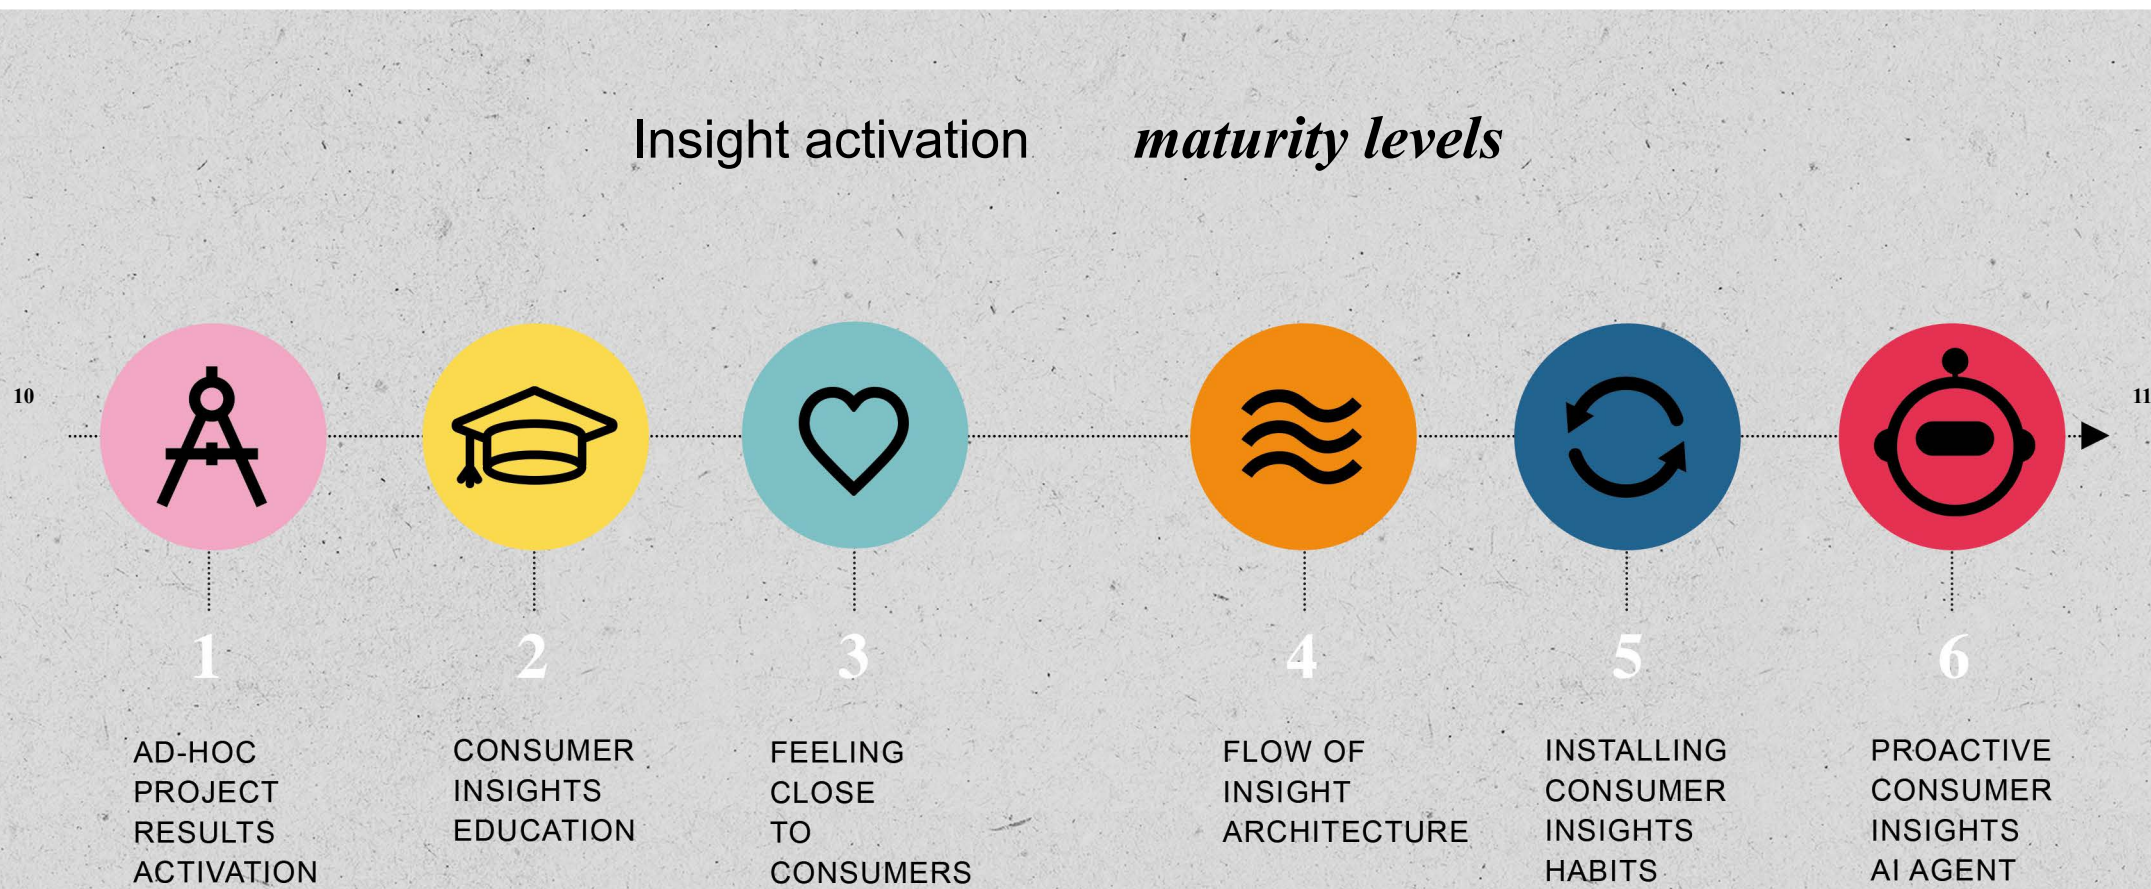 Insight activation maturity levels
10
11
1
AD-HOC
PROJECT
RESULTS
ACTIVATION
2
CONSUMER
INSIGHTS
EDUCATION
3
FEELING
CLOSE
TO
CONSUMERS
4
FLOW OF
INSIGHT
ARCHITECTURE
5
INSTALLING
CONSUMER
INSIGHTS
HABITS
6
PROACTIVE
CONSUMER
INSIGHTS
AI AGENT